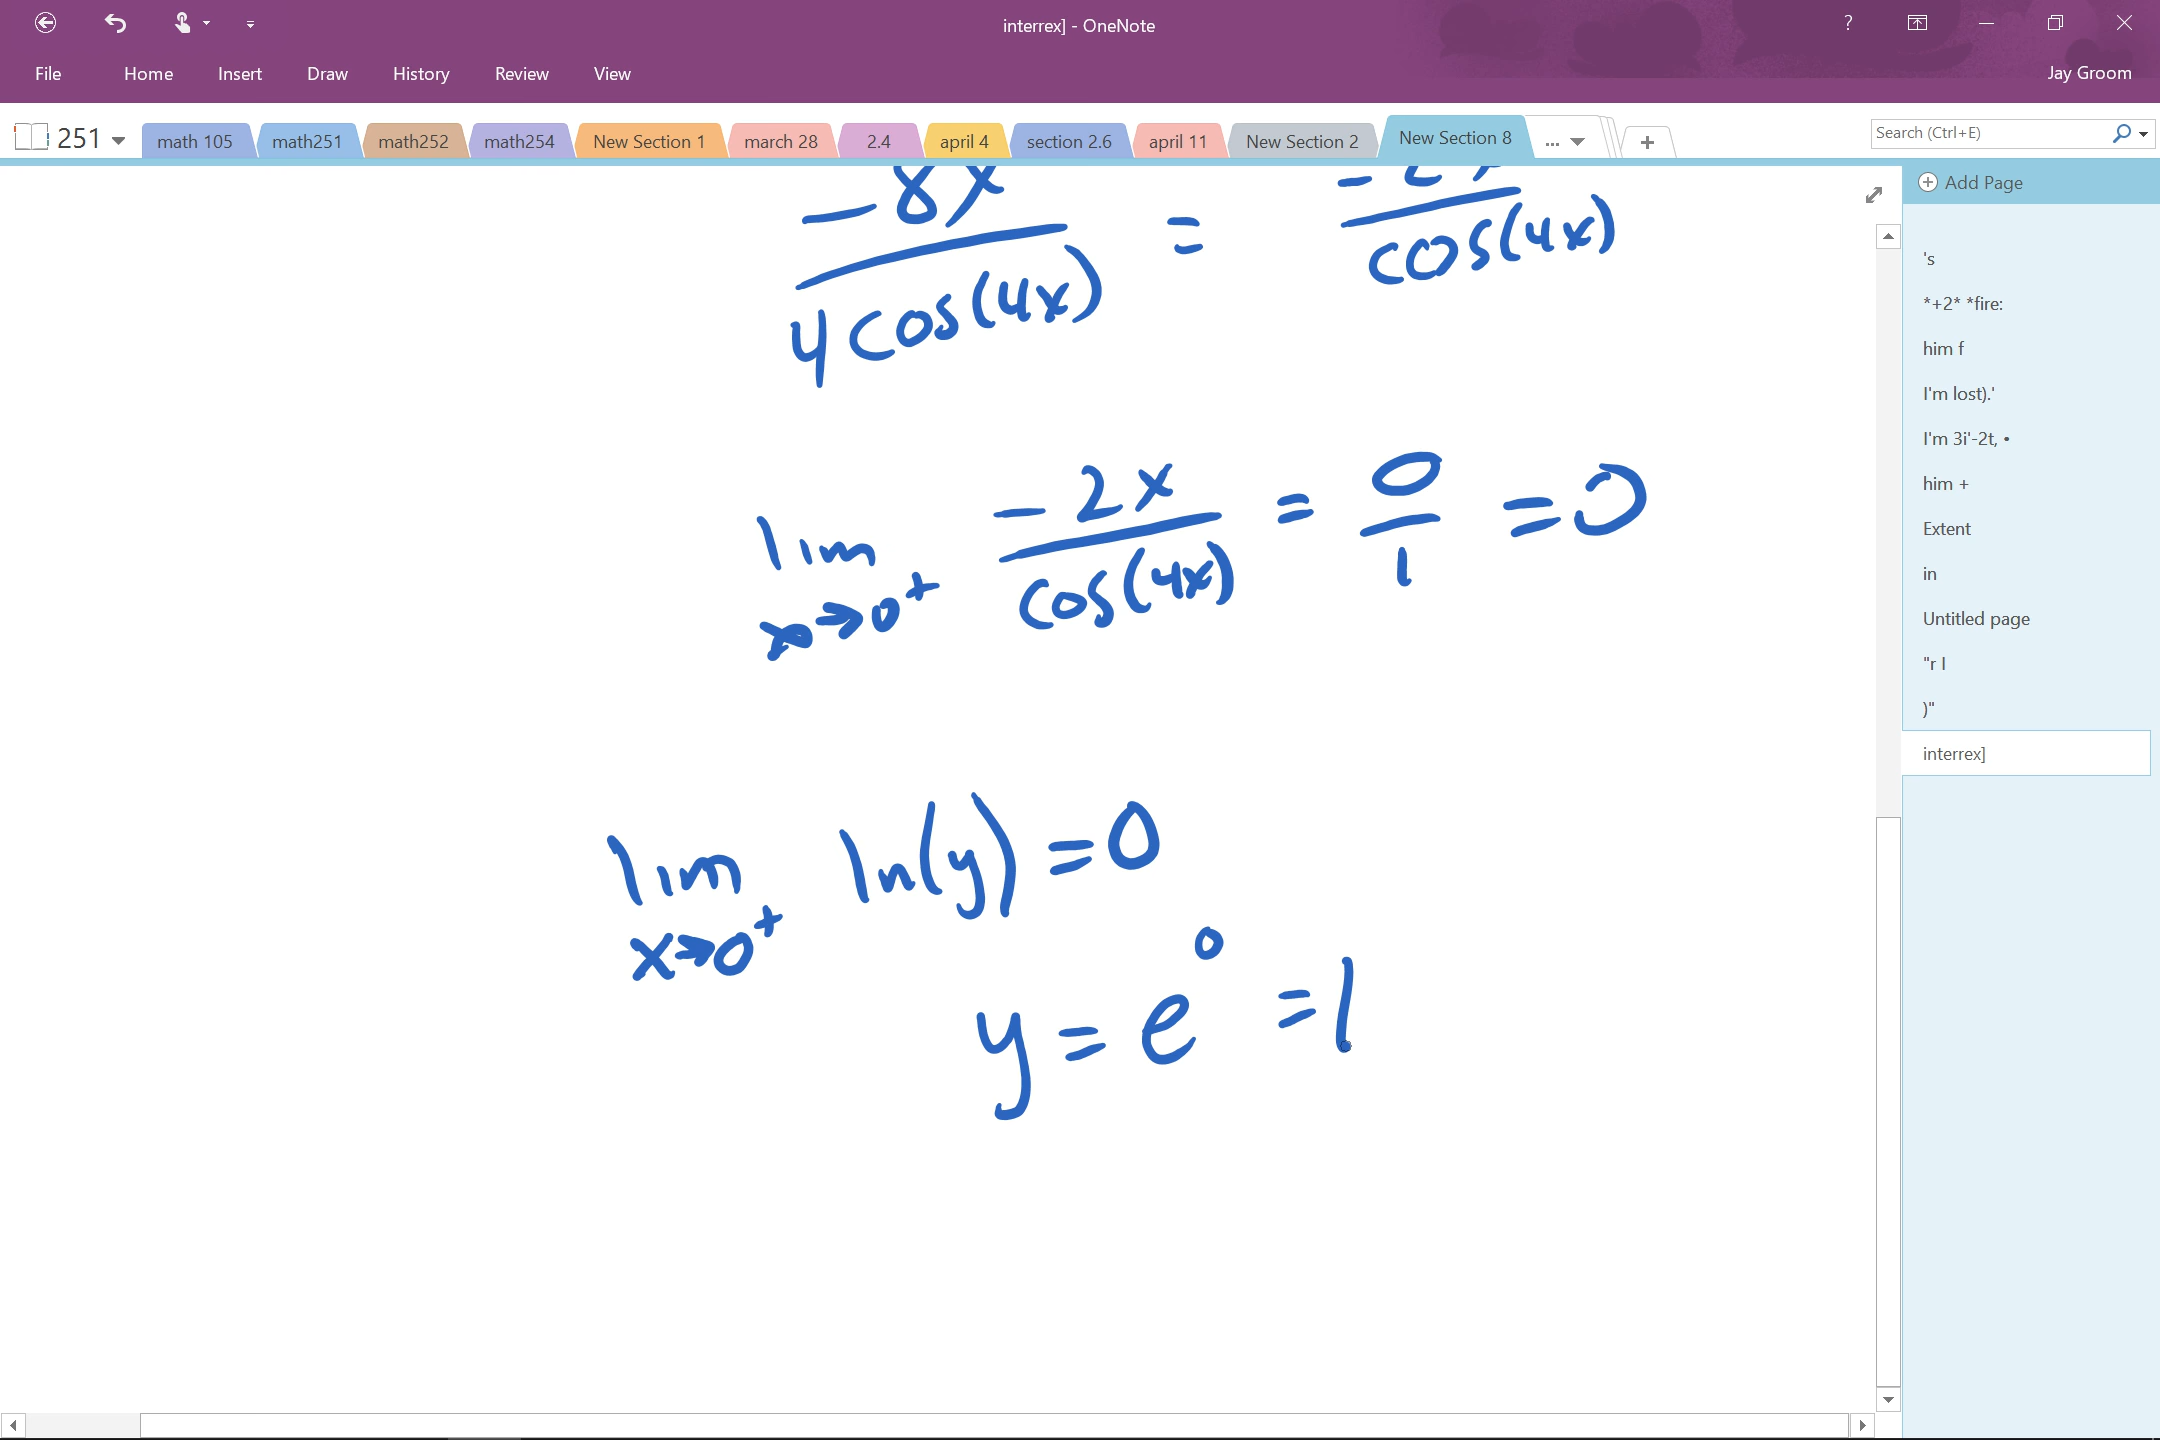 interrex] - OneNote
?
File Home Insert Draw History Review View
Jay Groom
251 math 105 math251 math252 math254 New Section 1 march 28 2.4 april 4 section 2.6 april 11 New Section 2 New Section 8 ... +
Search (Ctrl+E)
Add Page
's
*+2* *fire:
him f
I'm lost).'
I'm 3i'-2t, •
him +
Extent
in
Untitled page
"r I
)"
interrex]
-8x / 4cos(4x) = -2x / cos(4x)
lim x→0⁺ -2x / cos(4x) = 0 / 1 = 0
lim x→0⁺ ln(y) = 0
y = e⁰ = 1